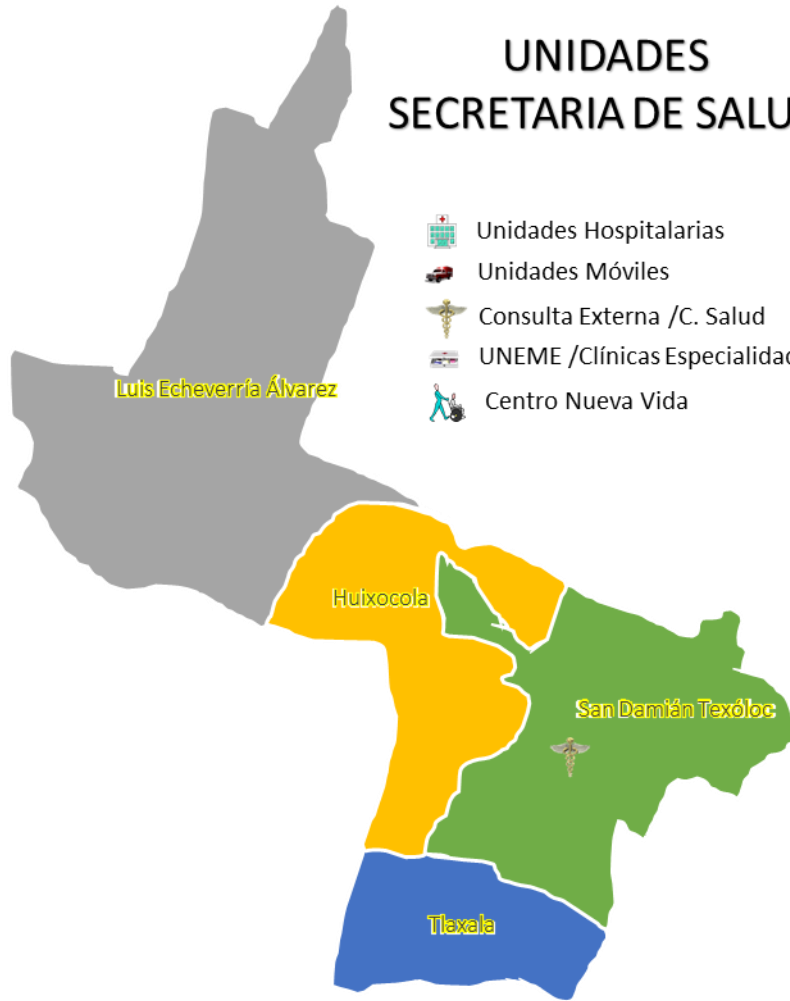 UNIDADES
SECRETARIA DE SALU
Unidades Hospitalarias
Unidades Móviles
Consulta Externa /C. Salud
UNEME /Clínicas Especialidad
Centro Nueva Vida
Luis Echeverría Álvarez
Huixocola
San Damián Texóloc
Tlaxala